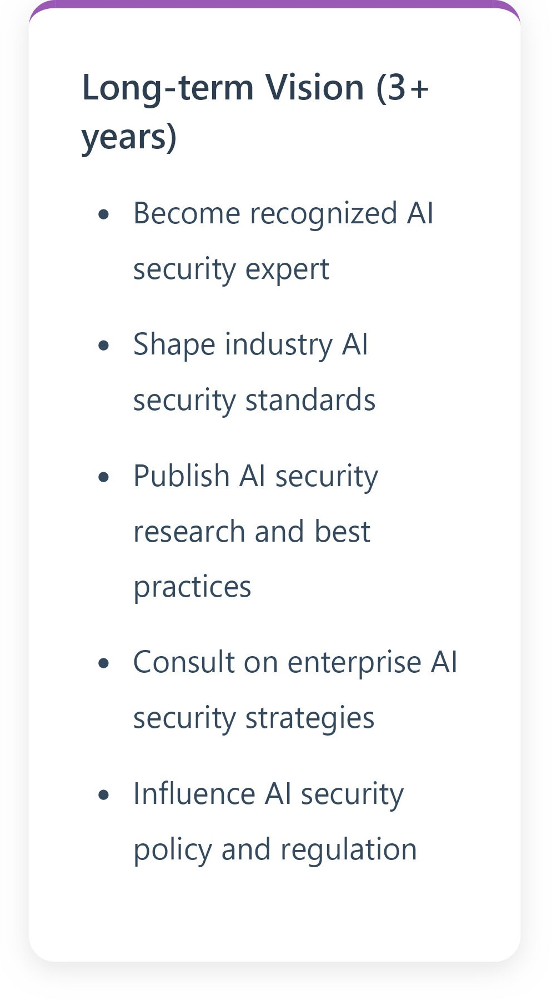 Long-term Vision (3+
years)
• Become recognized AI
security expert
• Shape industry AI
security standards
• Publish AI security
research and best
practices
• Consult on enterprise AI
security strategies
• Influence AI security
policy and regulation